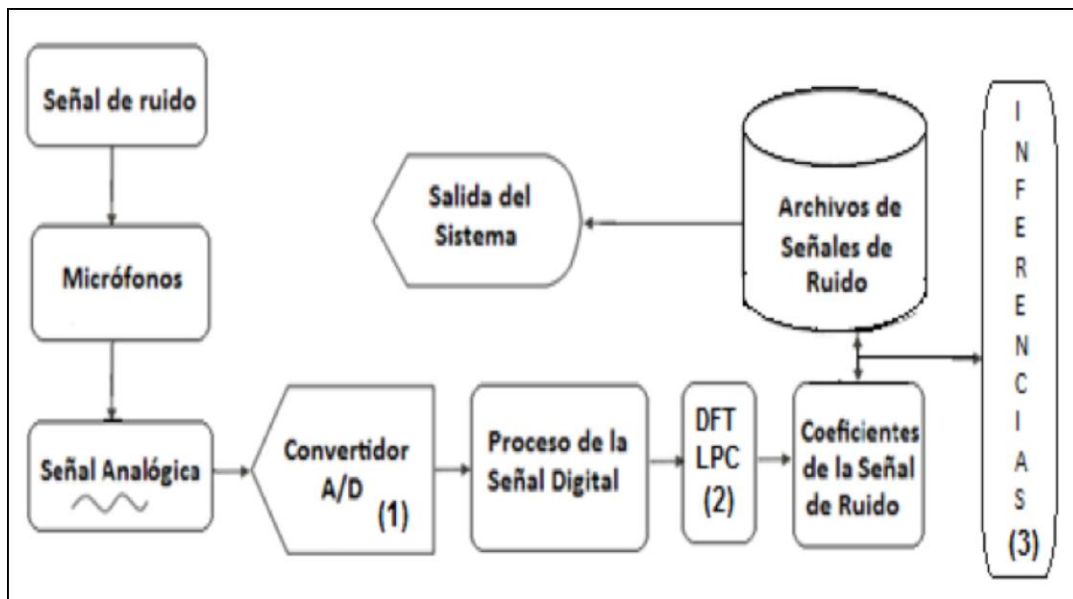 Señal de ruido
Micrófonos
Señal Analógica
Convertidor
A/D
(1)
Proceso de la
Señal Digital
DFT
LPC
(2)
Coeficientes
de la Señal
de Ruido
Archivos de
Señales de
Ruido
Salida del
Sistema
I
N
F
E
R
E
N
C
I
A
S
(3)